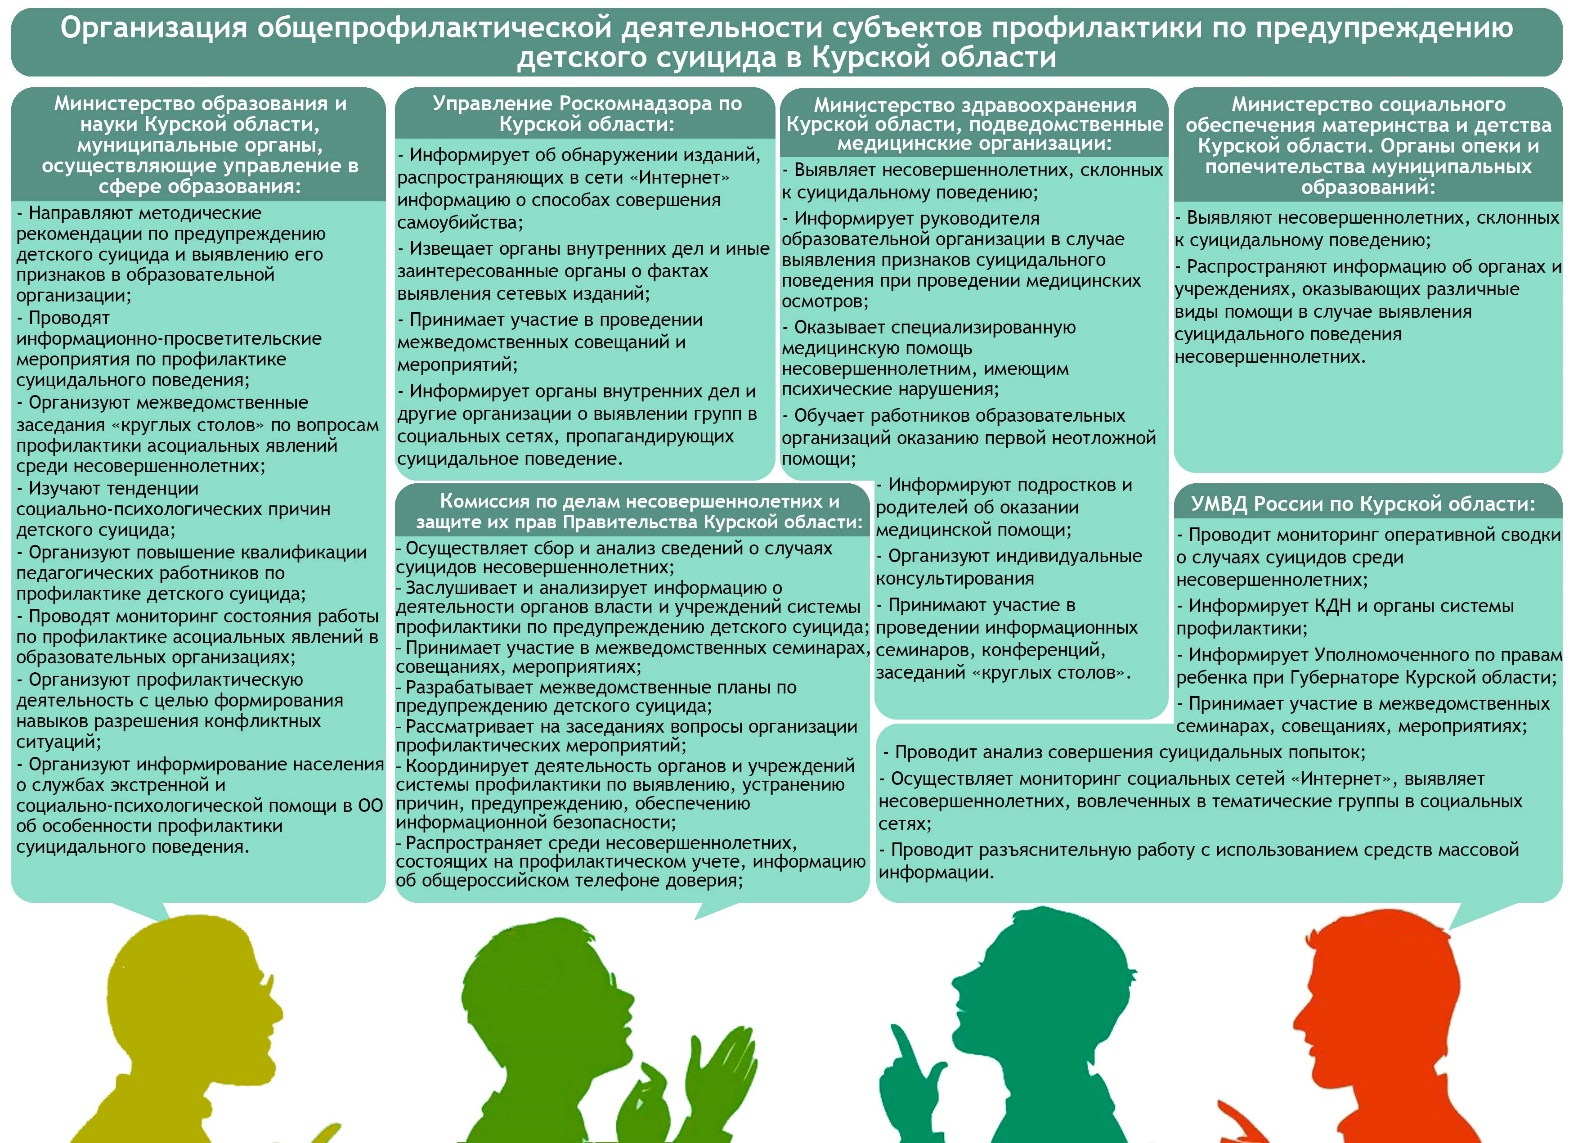 Организация общепрофилактической деятельности субъектов профилактики по предупреждению
детского суицида в Курской области
Министерство образования и
науки Курской области,
муниципальные органы,
осуществляющие управление в
сфере образования:
- Направляют методические
рекомендации по предупреждению
детского суицида и выявлению его
признаков в образовательной
организации;
- Проводят
информационно-просветительские
мероприятия по профилактике
суицидального поведения;
- Организуют межведомственные
заседания «круглых столов» по вопросам
профилактики асоциальных явлений
среди несовершеннолетних;
- Изучают тенденции
социально-психологических причин
детского суицида;
- Организуют повышение квалификации
педагогических работников по
профилактике детского суицида;
- Проводят мониторинг состояния работы
по профилактике асоциальных явлений в
образовательных организациях;
- Организуют профилактическую
деятельность с целью формирования
навыков разрешения конфликтных
ситуаций;
- Организуют информирование населения
о службах экстренной и
социально-психологической помощи в ОО
об особенности профилактики
суицидального поведения.
Управление Роскомнадзора по
Курской области:
- Информирует об обнаружении изданий,
распространяющих в сети «Интернет»
информацию о способах совершения
самоубийства;
- Извещает органы внутренних дел и иные
заинтересованные органы о фактах
выявления сетевых изданий;
- Принимает участие в проведении
межведомственных совещаний и
мероприятий;
- Информирует органы внутренних дел и
другие организации о выявлении групп в
социальных сетях, пропагандирующих
суицидальное поведение.
Комиссия по делам несовершеннолетних и
защите их прав Правительства Курской области:
- Осуществляет сбор и анализ сведений о случаях
суицидов несовершеннолетних;
- Заслушивает и анализирует информацию о
деятельности органов власти и учреждений системы
профилактики по предупреждению детского суицида;
- Принимает участие в межведомственных семинарах,
совещаниях, мероприятиях;
- Разрабатывает межведомственные планы по
предупреждению детского суицида;
- Рассматривает на заседаниях вопросы организации
профилактических мероприятий;
- Координирует деятельность органов и учреждений
системы профилактики по выявлению, устранению
причин, предупреждению, обеспечению
информационной безопасности;
- Распространяет среди несовершеннолетних,
состоящих на профилактическом учете, информацию
об общероссийском телефоне доверия;
Министерство здравоохранения
Курской области, подведомственные
медицинские организации:
- Выявляет несовершеннолетних, склонных
к суицидальному поведению;
- Информирует руководителя
образовательной организации в случае
выявления признаков суицидального
поведения при проведении медицинских
осмотров;
- Оказывает специализированную
медицинскую помощь
несовершеннолетним, имеющим
психические нарушения;
- Обучает работников образовательных
организаций оказанию первой неотложной
помощи;
- Информируют подростков и
родителей об оказании
медицинской помощи;
- Организуют индивидуальные
консультирования
- Принимают участие в
проведении информационных
семинаров, конференций,
заседаний «круглых столов».
Министерство социального
обеспечения материнства и детства
Курской области. Органы опеки и
попечительства муниципальных
образований:
- Выявляют несовершеннолетних, склонных
к суицидальному поведению;
- Распространяют информацию об органах и
учреждениях, оказывающих различные
виды помощи в случае выявления
суицидального поведения
несовершеннолетних.
УМВД России по Курской области:
- Проводит мониторинг оперативной сводки
о случаях суицидов среди
несовершеннолетних;
- Информирует КДН и органы системы
профилактики;
- Информирует Уполномоченного по правам
ребенка при Губернаторе Курской области;
- Принимает участие в межведомственных
семинарах, совещаниях, мероприятиях;
- Проводит анализ совершения суицидальных попыток;
- Осуществляет мониторинг социальных сетей «Интернет», выявляет
несовершеннолетних, вовлеченных в тематические группы в социальных
сетях;
- Проводит разъяснительную работу с использованием средств массовой
информации.